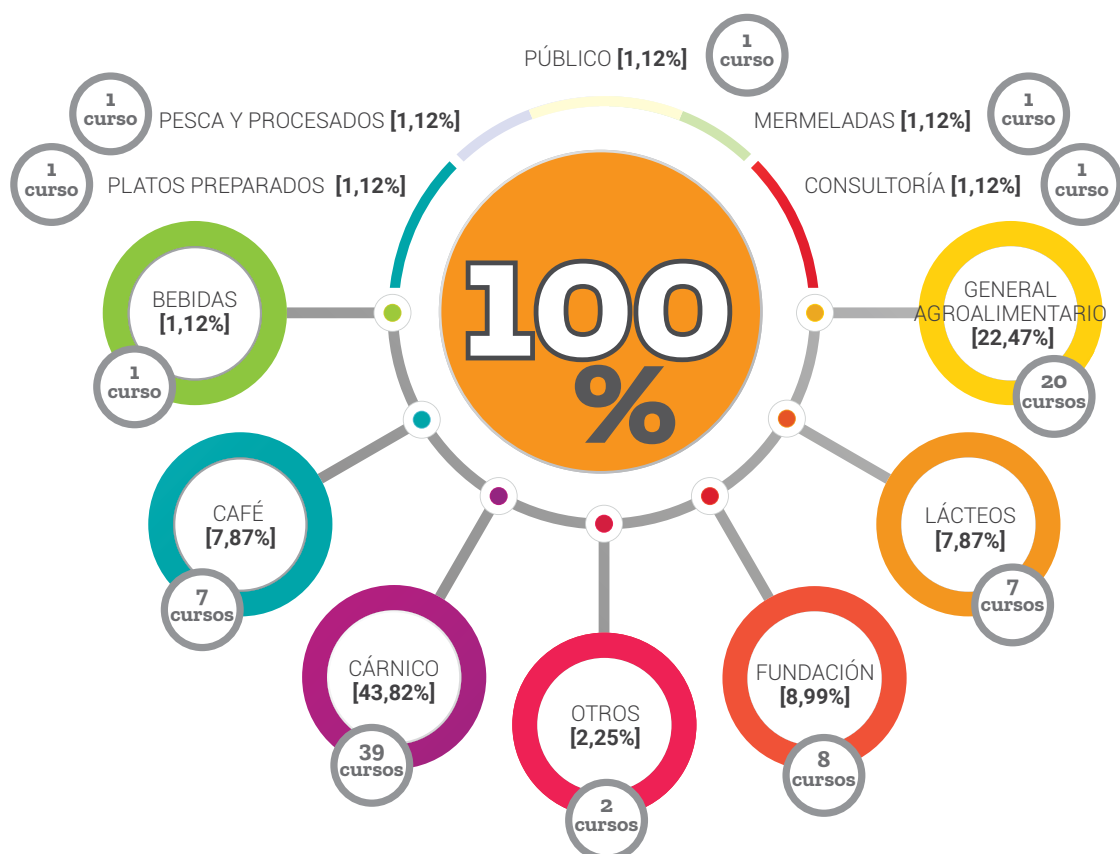 PÚBLICO [1,12%]
1
curso
PESCA Y PROCESADOS [1,12%]
1
curso
MERMELADAS [1,12%]
1
curso
PLATOS PREPARADOS [1,12%]
1
curso
CONSULTORÍA [1,12%]
1
curso
100
%
BEBIDAS
[1,12%]
1
curso
GENERAL
AGROALIMENTARIO
[22,47%]
20
cursos
CAFÉ
[7,87%]
7
cursos
LÁCTEOS
[7,87%]
7
cursos
CÁRNICO
[43,82%]
39
cursos
OTROS
[2,25%]
2
cursos
FUNDACIÓN
[8,99%]
8
cursos